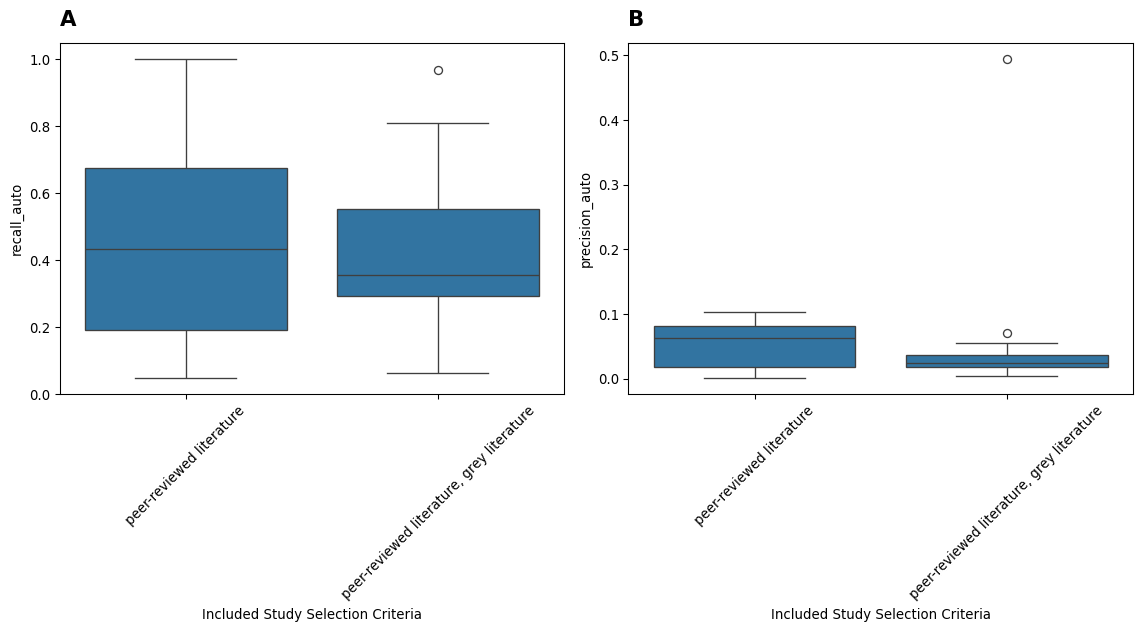 A
1.0
0.8
0.6
0.4
0.2
0.0
recall_auto
peer-reviewed literature
peer-reviewed literature, grey literature
Included Study Selection Criteria
B
0.5
0.4
0.3
0.2
0.1
0.0
precision_auto
peer-reviewed literature
peer-reviewed literature, grey literature
Included Study Selection Criteria